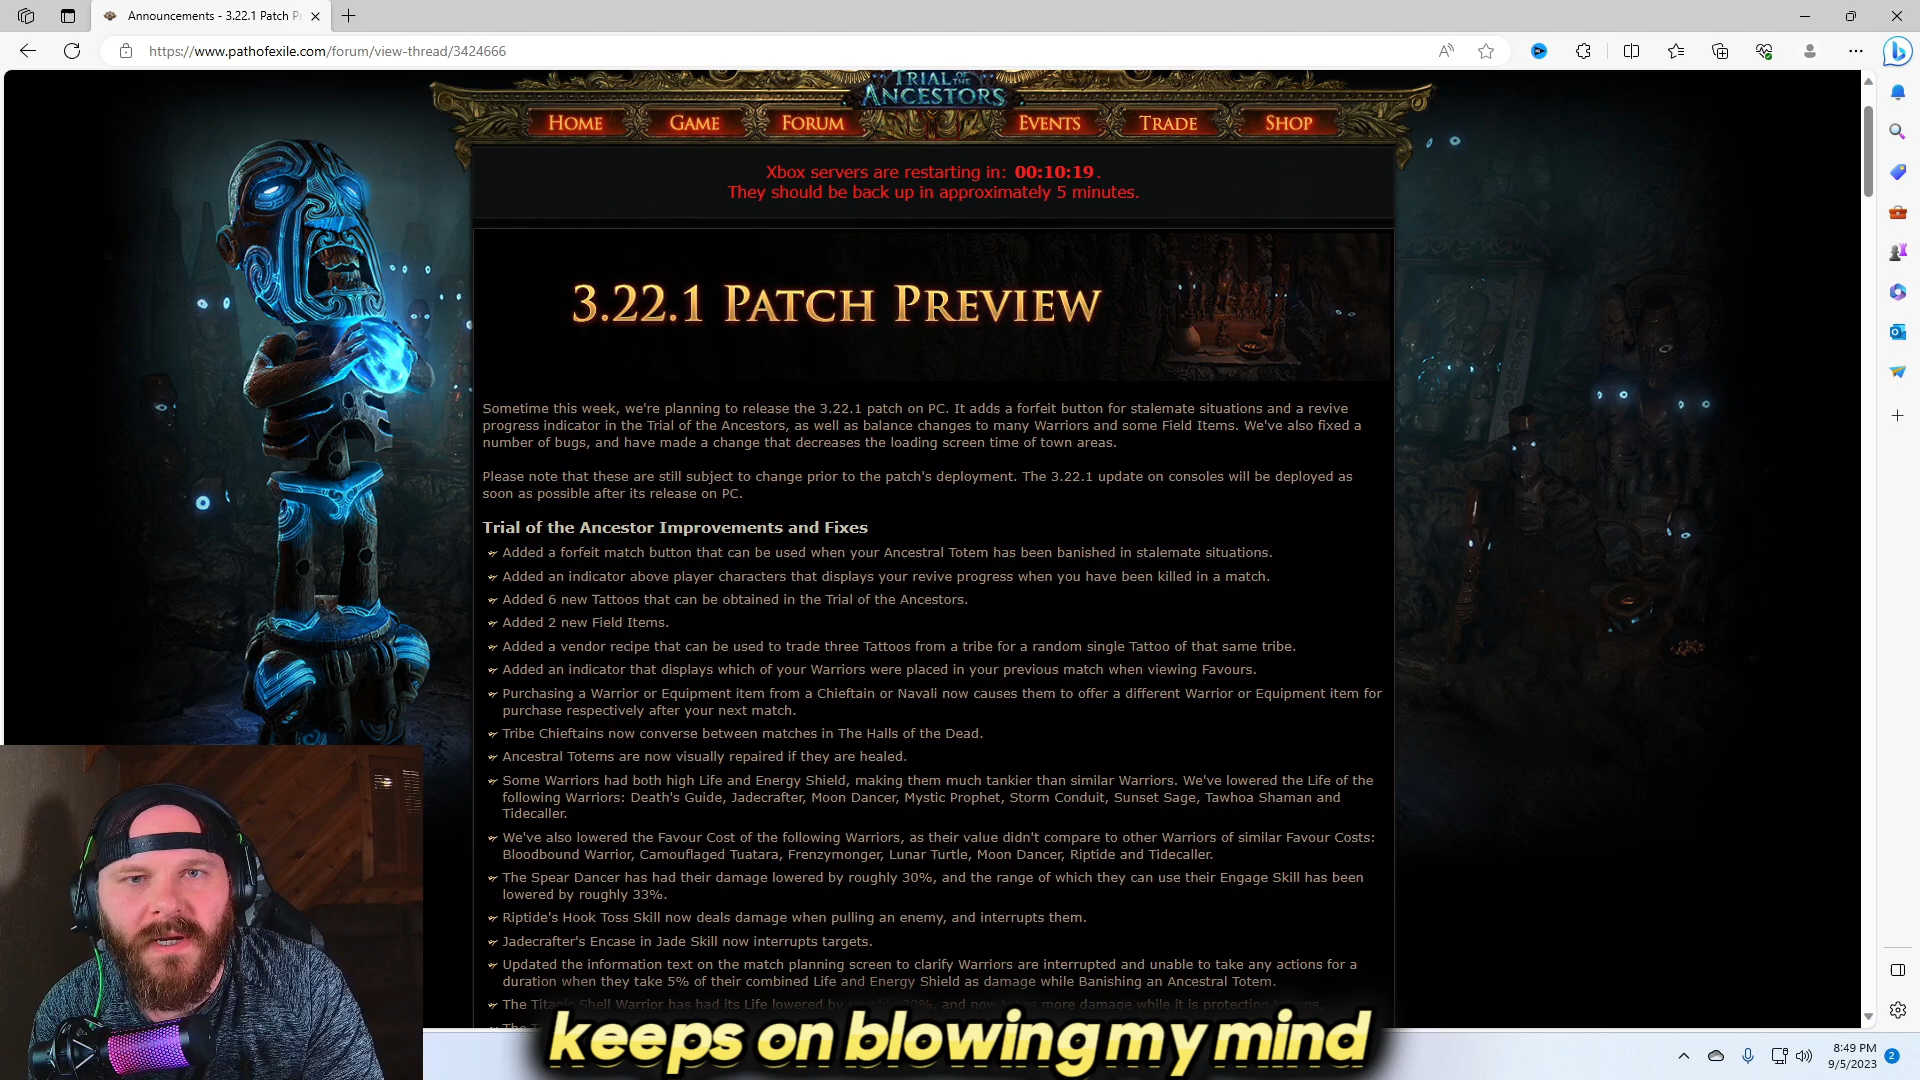 Announcements - 3.22.1 Patch P
https://www.pathofexile.com/forum/view-thread/3424666
TRIAL OF THE
ANCESTORS
HOME
GAME
FORUM
EVENTS
TRADE
SHOP
Xbox servers are restarting in: 00:10:19.
They should be back up in approximately 5 minutes.
3.22.1 PATCH PREVIEW
Sometime this week, we're planning to release the 3.22.1 patch on PC. It adds a forfeit button for stalemate situations and a revive
progress indicator in the Trial of the Ancestors, as well as balance changes to many Warriors and some Field Items. We've also fixed a
number of bugs, and have made a change that decreases the loading screen time of town areas.
Please note that these are still subject to change prior to the patch's deployment. The 3.22.1 update on consoles will be deployed as
soon as possible after its release on PC.
Trial of the Ancestor Improvements and Fixes
Added a forfeit match button that can be used when your Ancestral Totem has been banished in stalemate situations.
Added an indicator above player characters that displays your revive progress when you have been killed in a match.
Added 6 new Tattoos that can be obtained in the Trial of the Ancestors.
Added 2 new Field Items.
Added a vendor recipe that can be used to trade three Tattoos from a tribe for a random single Tattoo of that same tribe.
Added an indicator that displays which of your Warriors were placed in your previous match when viewing Favours.
Purchasing a Warrior or Equipment item from a Chieftain or Navali now causes them to offer a different Warrior or Equipment item for
purchase respectively after your next match.
Tribe Chieftains now converse between matches in The Halls of the Dead.
Ancestral Totems are now visually repaired if they are healed.
Some Warriors had both high Life and Energy Shield, making them much tankier than similar Warriors. We've lowered the Life of the
following Warriors: Death's Guide, Jadecrafter, Moon Dancer, Mystic Prophet, Storm Conduit, Sunset Sage, Tawhoa Shaman and
Tidecaller.
We've also lowered the Favour Cost of the following Warriors, as their value didn't compare to other Warriors of similar Favour Costs:
Bloodbound Warrior, Camouflaged Tuatara, Frenzymonger, Lunar Turtle, Moon Dancer, Riptide and Tidecaller.
The Spear Dancer has had their damage lowered by roughly 30%, and the range of which they can use their Engage Skill has been
lowered by roughly 33%.
Riptide's Hook Toss Skill now deals damage when pulling an enemy, and interrupts them.
Jadecrafter's Encase in Jade Skill now interrupts targets.
Updated the information text on the match planning screen to clarify Warriors are interrupted and unable to take any actions for a
duration when they take 5% of their combined Life and Energy Shield as damage while Banishing an Ancestral Totem.
The Titanic Shell Warrior has had its Life lowered by roughly and now takes more damage while it is protecting
keeps on blowing my mind
8:49 PM
9/5/2023
2